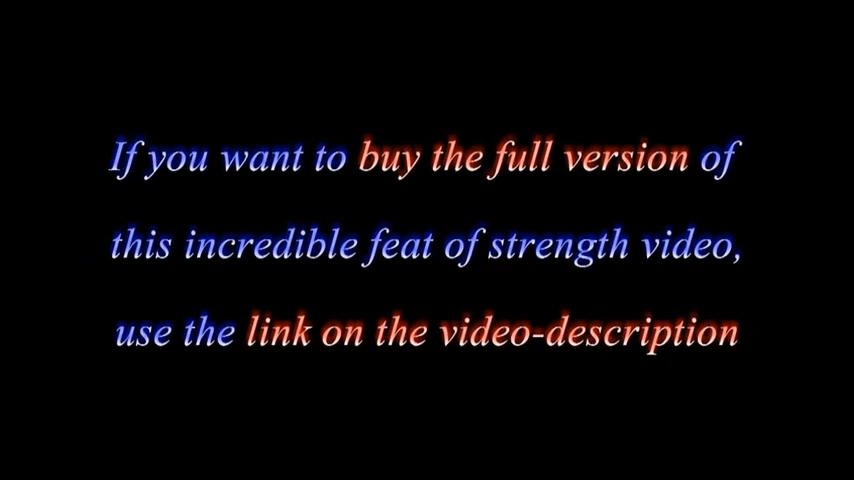 If you want to buy the full version of
this incredible feat of strength video,
use the link on the video-description